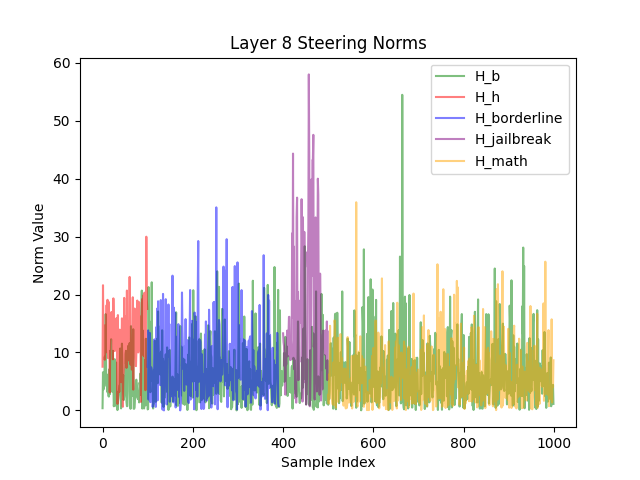 Layer 8 Steering Norms
60
50
40
30
20
10
0
Norm Value
H_b
H_h
H_borderline
H_jailbreak
H_math
0 200 400 600 800 1000
Sample Index